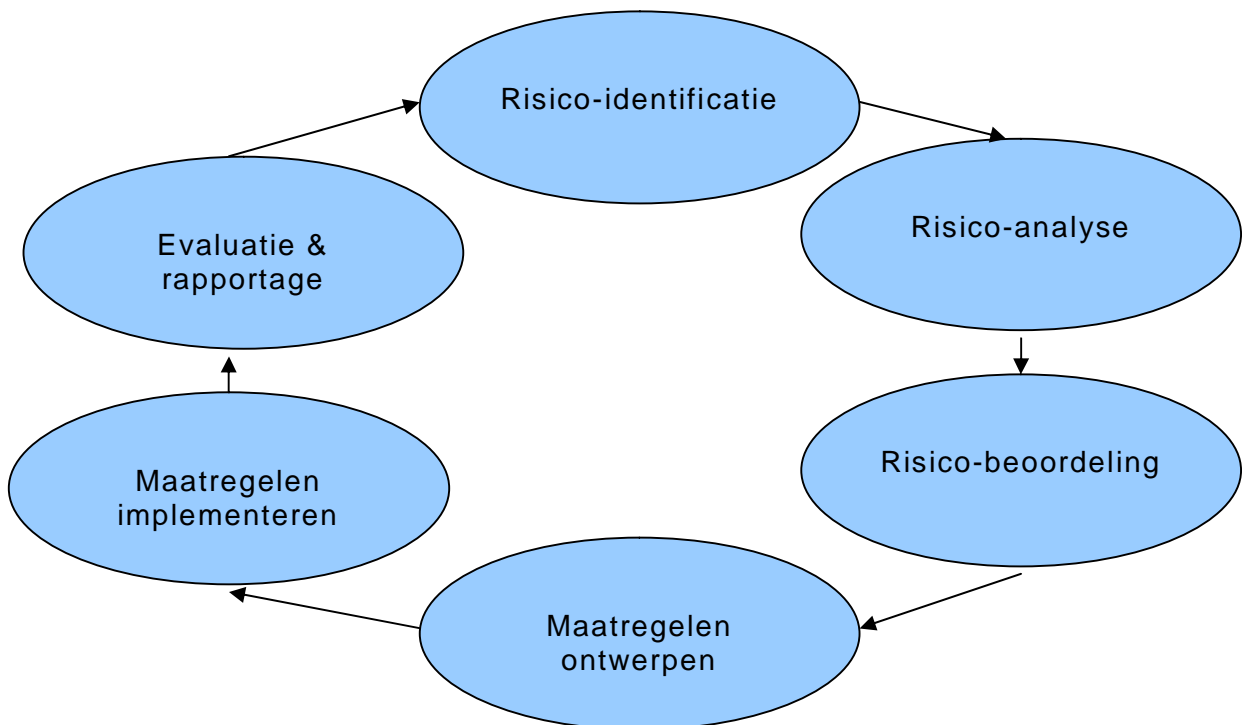 Risico-identificatie
Risico-analyse
Risico-beoordeling
Maatregelen
ontwerpen
Maatregelen
implementeren
Evaluatie &
rapportage